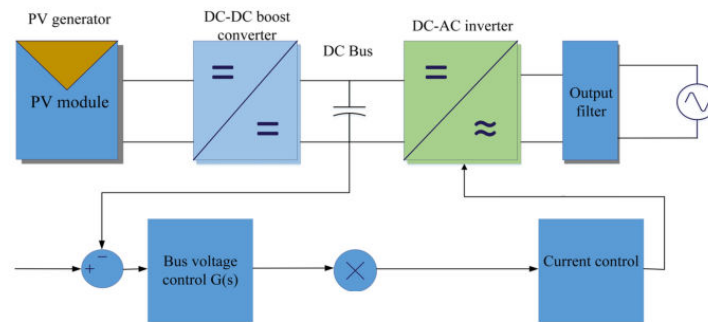 PV generator
DC-DC boost
converter
DC Bus
DC-AC inverter
PV module
Output
filter
Bus voltage
control G(s)
Current control